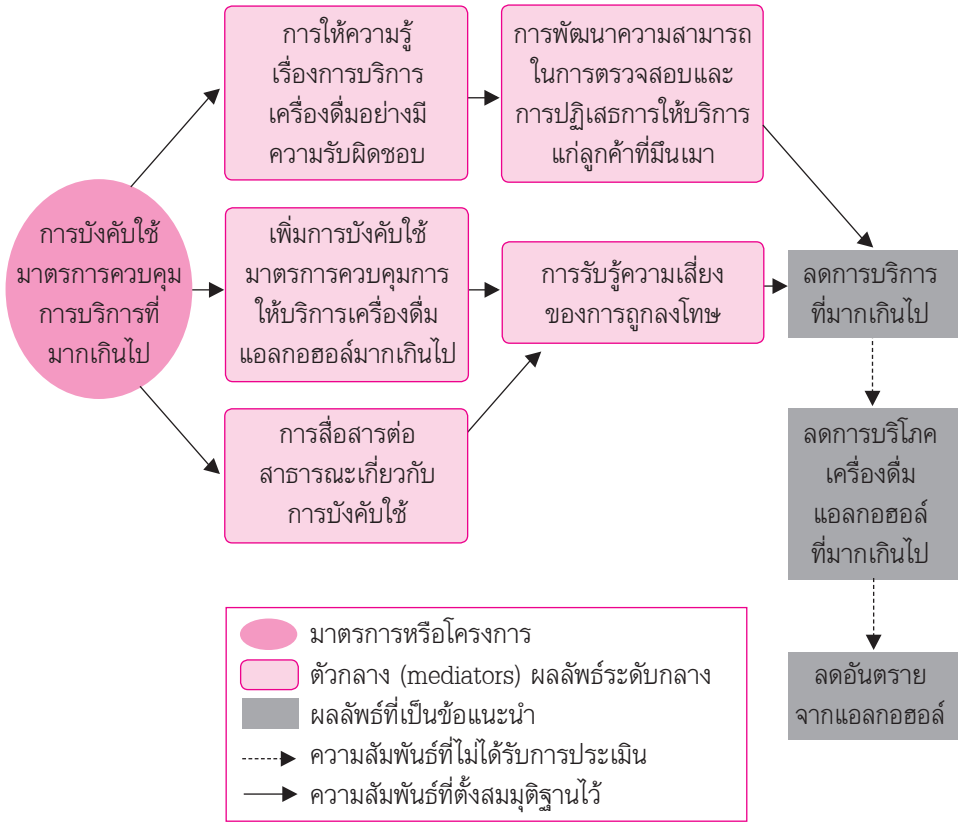 การบังคับใช้
มาตรการควบคุม
การบริการที่
มากเกินไป
การให้ความรู้
เรื่องการบริการ
เครื่องดื่มอย่างมี
ความรับผิดชอบ
การพัฒนาความสามารถ
ในการตรวจสอบและ
การปฏิเสธการให้บริการ
แก่ลูกค้าที่มึนเมา
เพิ่มการบังคับใช้
มาตรการควบคุมการ
ให้บริการเครื่องดื่ม
แอลกอฮอล์มากเกินไป
การรับรู้ความเสี่ยง
ของการถูกลงโทษ
การสื่อสารต่อ
สาธารณะเกี่ยวกับ
การบังคับใช้
ลดการบริการ
ที่มากเกินไป
ลดการบริโภค
เครื่องดื่ม
แอลกอฮอล์
ที่มากเกินไป
ลดอันตราย
จากแอลกอฮอล์
มาตรการหรือโครงการ
ตัวกลาง (mediators) ผลลัพธ์ระดับกลาง
ผลลัพธ์ที่เป็นข้อแนะนำ
ความสัมพันธ์ที่ไม่ได้รับการประเมิน
ความสัมพันธ์ที่ตั้งสมมุติฐานไว้